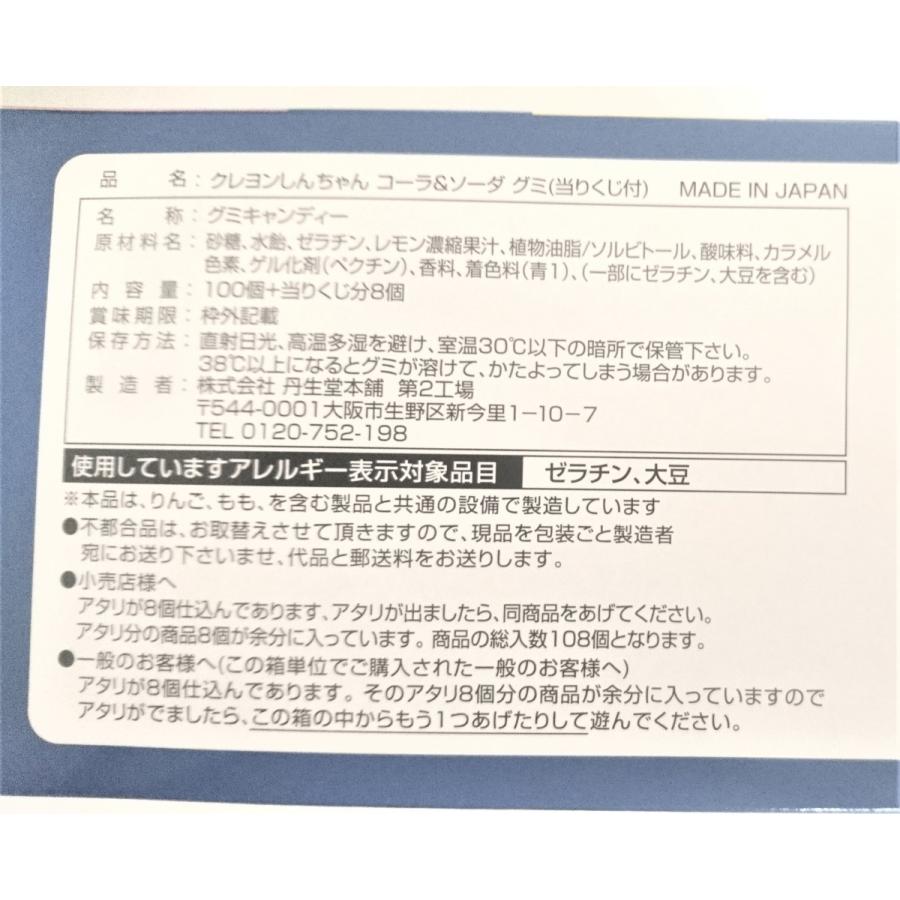 品　名：クレヨンしんちゃん コーラ&ソーダ グミ(当りくじ付)　MADE IN JAPAN
名　称：グミキャンディー
原材料名：砂糖、水飴、ゼラチン、レモン濃縮果汁、植物油脂/ソルビトール、酸味料、カラメル
色素、ゲル化剤(ペクチン)、香料、着色料(青1)、(一部にゼラチン、大豆を含む)
内容量：100個+当りくじ分8個
賞味期限：枠外記載
保存方法：直射日光、高温多湿を避け、室温30℃以下の暗所で保管下さい。
38℃以上になるとグミが溶けて、かたよってしまう場合があります。
製造者：株式会社 丹生堂本舗　第2工場
〒544-0001大阪市生野区新今里1-10-7
TEL 0120-752-198
使用していますアレルギー表示対象品目　ゼラチン、大豆
※本品は、りんご、もも、を含む製品と共通の設備で製造しています
●不都合品は、お取替えさせて頂きますので、現品を包装ごと製造者
宛にお送り下さいませ、代品と郵送料をお送りします。
●小売店様へ
アタリが8個仕込んであります、アタリが出ましたら、同商品をあげてください。
アタリ分の商品8個が余分に入っています。商品の総入数108個となります。
●一般のお客様へ(この箱単位でご購入された一般のお客様へ)
アタリが8個仕込んであります。そのアタリ8個分の商品が余分に入っていますので
アタリがでましたら、この箱の中からもう1つあげたりして遊んでください。